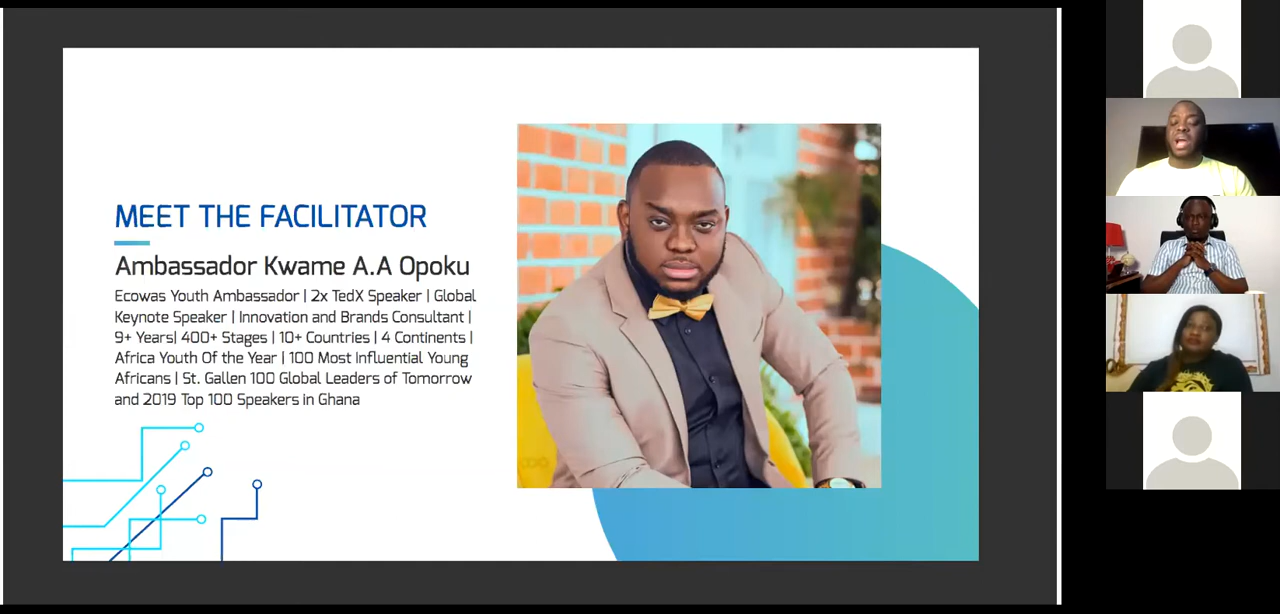 MEET THE FACILITATOR
Ambassador Kwame A.A Opoku
Ecowas Youth Ambassador | 2x TedX Speaker | Global
Keynote Speaker | Innovation and Brands Consultant |
9+ Years| 400+ Stages | 10+ Countries | 4 Continents |
Africa Youth Of the Year | 100 Most Influential Young
Africans | St. Gallen 100 Global Leaders of Tomorrow
and 2019 Top 100 Speakers in Ghana